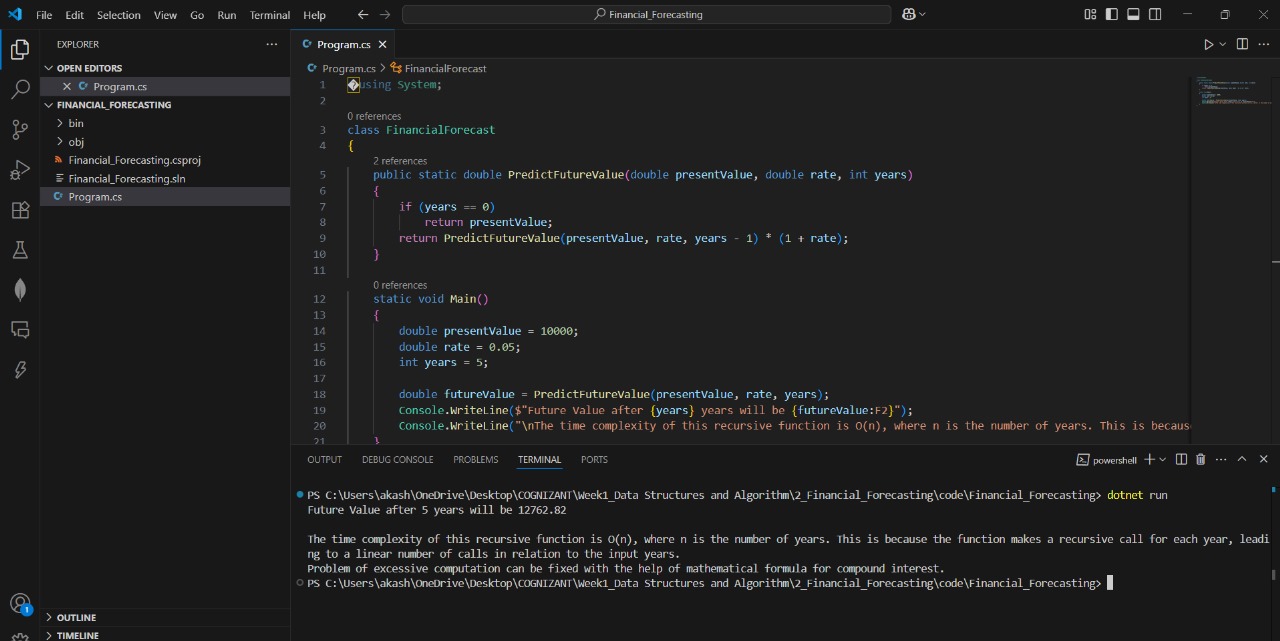 File Edit Selection View Go Run Terminal Help
Financial_Forecasting
EXPLORER
OPEN EDITORS
Program.cs
FINANCIAL_FORECASTING
bin
obj
Financial_Forecasting.csproj
Financial_Forecasting.sln
Program.cs
OUTLINE
TIMELINE
1
Program.cs
Program.cs > FinancialForecast
1 �using System;
2
0 references
3 class FinancialForecast
4 {
2 references
5 public static double PredictFutureValue(double presentValue, double rate, int years)
6 {
7 if (years == 0)
8 return presentValue;
9 return PredictFutureValue(presentValue, rate, years - 1) * (1 + rate);
10 }
11
0 references
12 static void Main()
13 {
14 double presentValue = 10000;
15 double rate = 0.05;
16 int years = 5;
17
18 double futureValue = PredictFutureValue(presentValue, rate, years);
19 Console.WriteLine($"Future Value after {years} years will be {futureValue:F2}");
20 Console.WriteLine("\nThe time complexity of this recursive function is O(n), where n is the number of years. This is becaus
21 }
OUTPUT DEBUG CONSOLE PROBLEMS TERMINAL PORTS
powershell
PS C:\Users\akash\OneDrive\Desktop\COGNIZANT\Week1_Data Structures and Algorithm\2_Financial_Forecasting\code\Financial_Forecasting> dotnet run
Future Value after 5 years will be 12762.82
The time complexity of this recursive function is O(n), where n is the number of years. This is because the function makes a recursive call for each year, leadi
ng to a linear number of calls in relation to the input years.
Problem of excessive computation can be fixed with the help of mathematical formula for compound interest.
PS C:\Users\akash\OneDrive\Desktop\COGNIZANT\Week1_Data Structures and Algorithm\2_Financial_Forecasting\code\Financial_Forecasting>